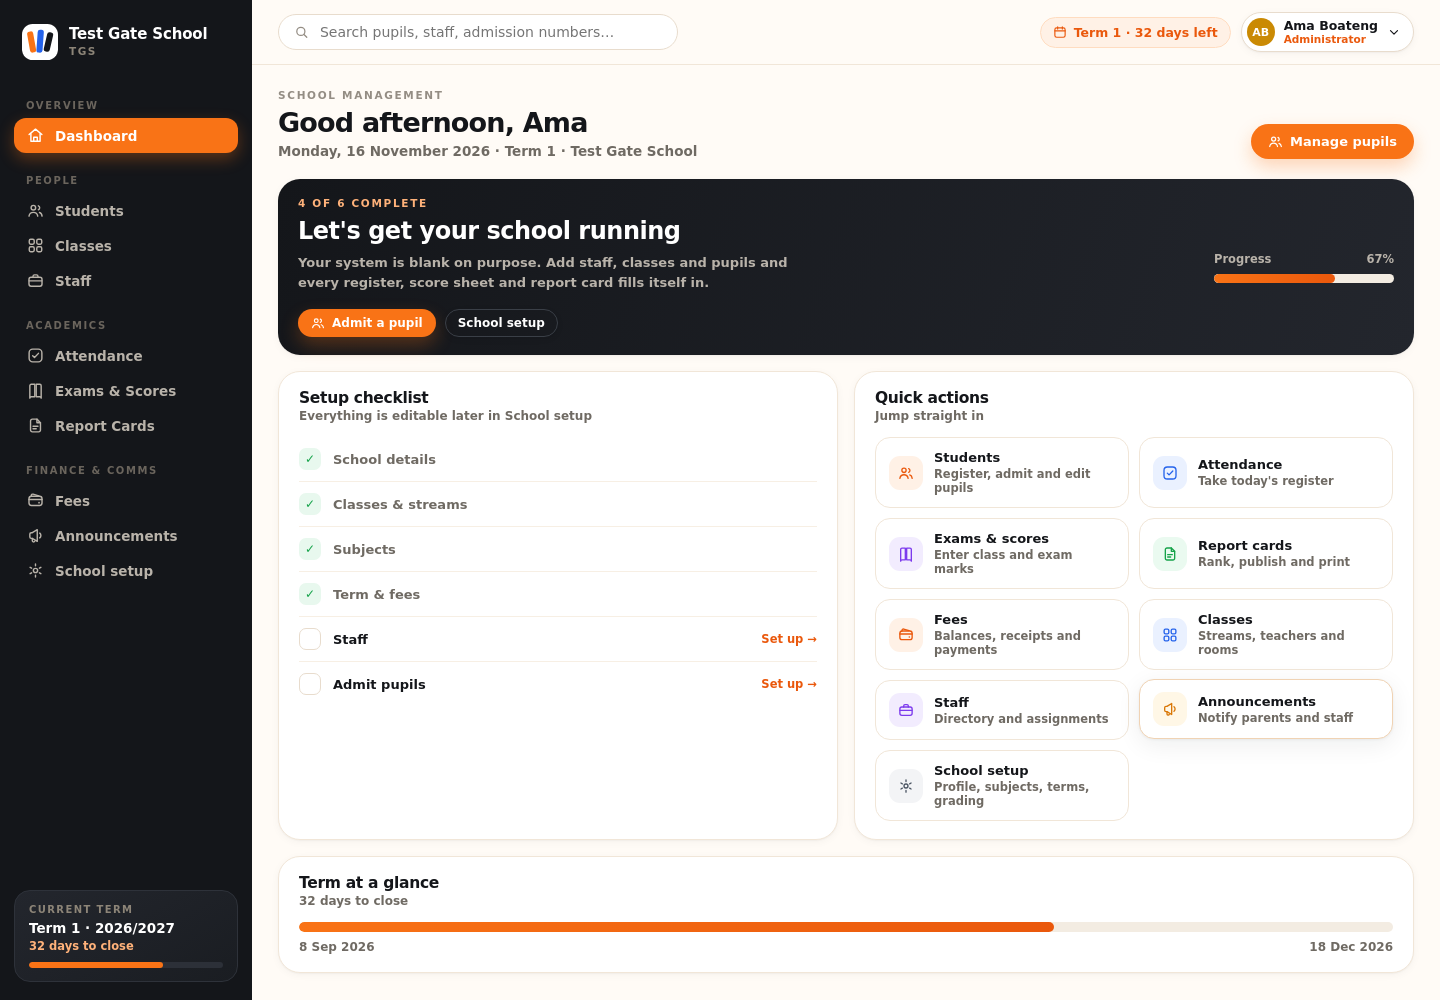 Test Gate School
TGS
OVERVIEW
Dashboard
PEOPLE
Students
Classes
Staff
ACADEMICS
Attendance
Exams & Scores
Report Cards
FINANCE & COMMS
Fees
Announcements
School setup
CURRENT TERM
Term 1 · 2026/2027
32 days to close
Search pupils, staff, admission numbers...
Term 1 · 32 days left
AB
Ama Boateng
Administrator
SCHOOL MANAGEMENT
Good afternoon, Ama
Monday, 16 November 2026 · Term 1 · Test Gate School
Manage pupils
4 OF 6 COMPLETE
Let's get your school running
Your system is blank on purpose. Add staff, classes and pupils and
every register, score sheet and report card fills itself in.
Admit a pupil
School setup
Progress
67%
Setup checklist
Everything is editable later in School setup
✓ School details
✓ Classes & streams
✓ Subjects
✓ Term & fees
Staff
Set up →
Admit pupils
Set up →
Quick actions
Jump straight in
Students
Register, admit and edit
pupils
Attendance
Take today's register
Exams & scores
Enter class and exam
marks
Report cards
Rank, publish and print
Fees
Balances, receipts and
payments
Classes
Streams, teachers and
rooms
Staff
Directory and assignments
Announcements
Notify parents and staff
School setup
Profile, subjects, terms,
grading
Term at a glance
32 days to close
8 Sep 2026
18 Dec 2026